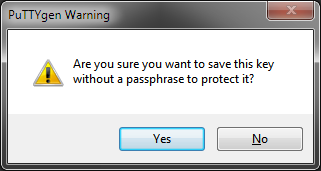 PuTTYgen Warning
Are you sure you want to save this key
without a passphrase to protect it?
Yes
No